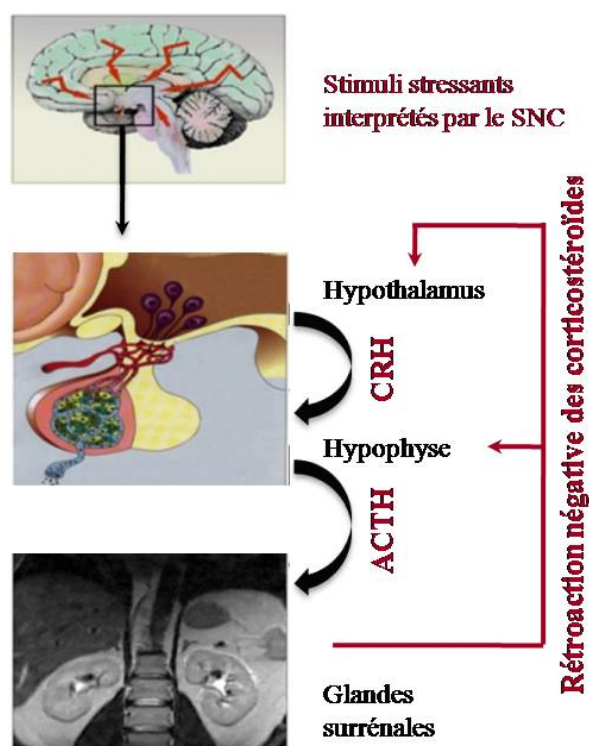 Stimuli stressants
interprétés par le SNC
Hypothalamus
CRH
Hypophyse
ACTH
Glandes
surrénales
Rétroaction négative des corticostéroïdes